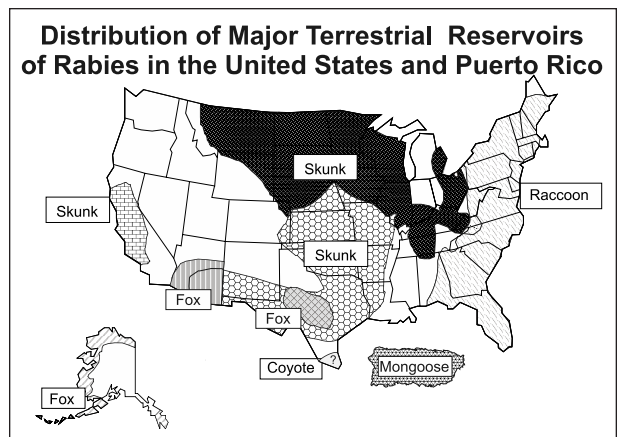 Distribution of Major Terrestrial Reservoirs
of Rabies in the United States and Puerto Rico
Skunk
Raccoon
Skunk
Skunk
Fox
Fox
Coyote
?
Mongoose
Fox